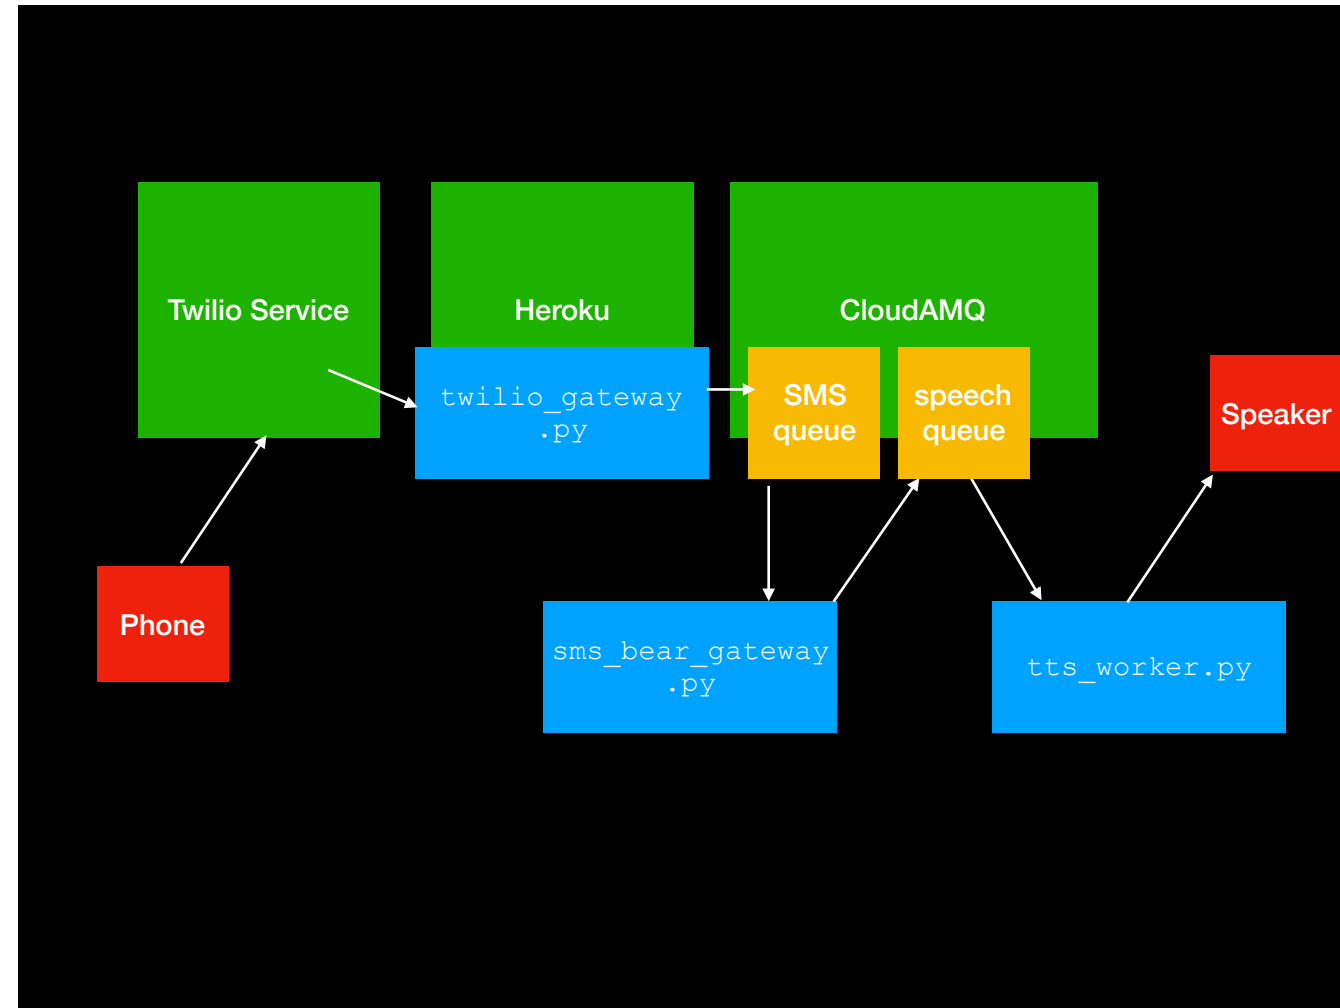 Twilio Service
Heroku
CloudAMQ
twilio_gateway
.py
SMS
queue
speech
queue
Speaker
Phone
sms_bear_gateway
.py
tts_worker.py